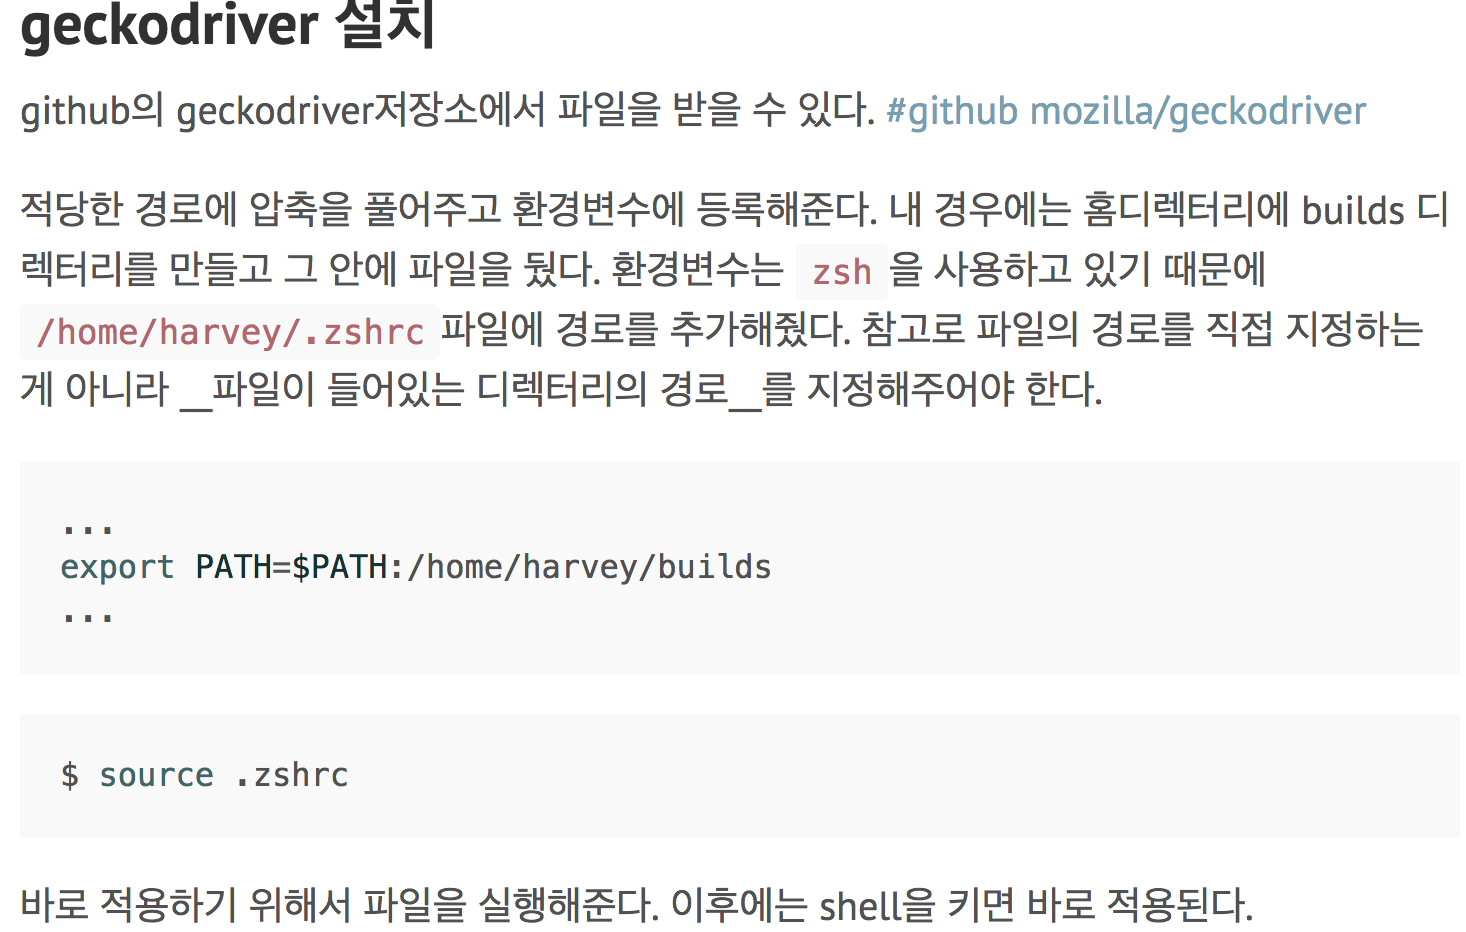 geckodriver 설치
github의 geckodriver저장소에서 파일을 받을 수 있다. #github mozilla/geckodriver
적당한 경로에 압축을 풀어주고 환경변수에 등록해준다. 내 경우에는 홈디렉터리에 builds 디
렉터리를 만들고 그 안에 파일을 뒀다. 환경변수는 zsh을 사용하고 있기 때문에
/home/harvey/.zshrc파일에 경로를 추가해줬다. 참고로 파일의 경로를 직접 지정하는
게 아니라 __파일이 들어있는 디렉터리의 경로__를 지정해주어야 한다.
...
export PATH=$PATH:/home/harvey/builds
...
$ source .zshrc
바로 적용하기 위해서 파일을 실행해준다. 이후에는 shell을 키면 바로 적용된다.